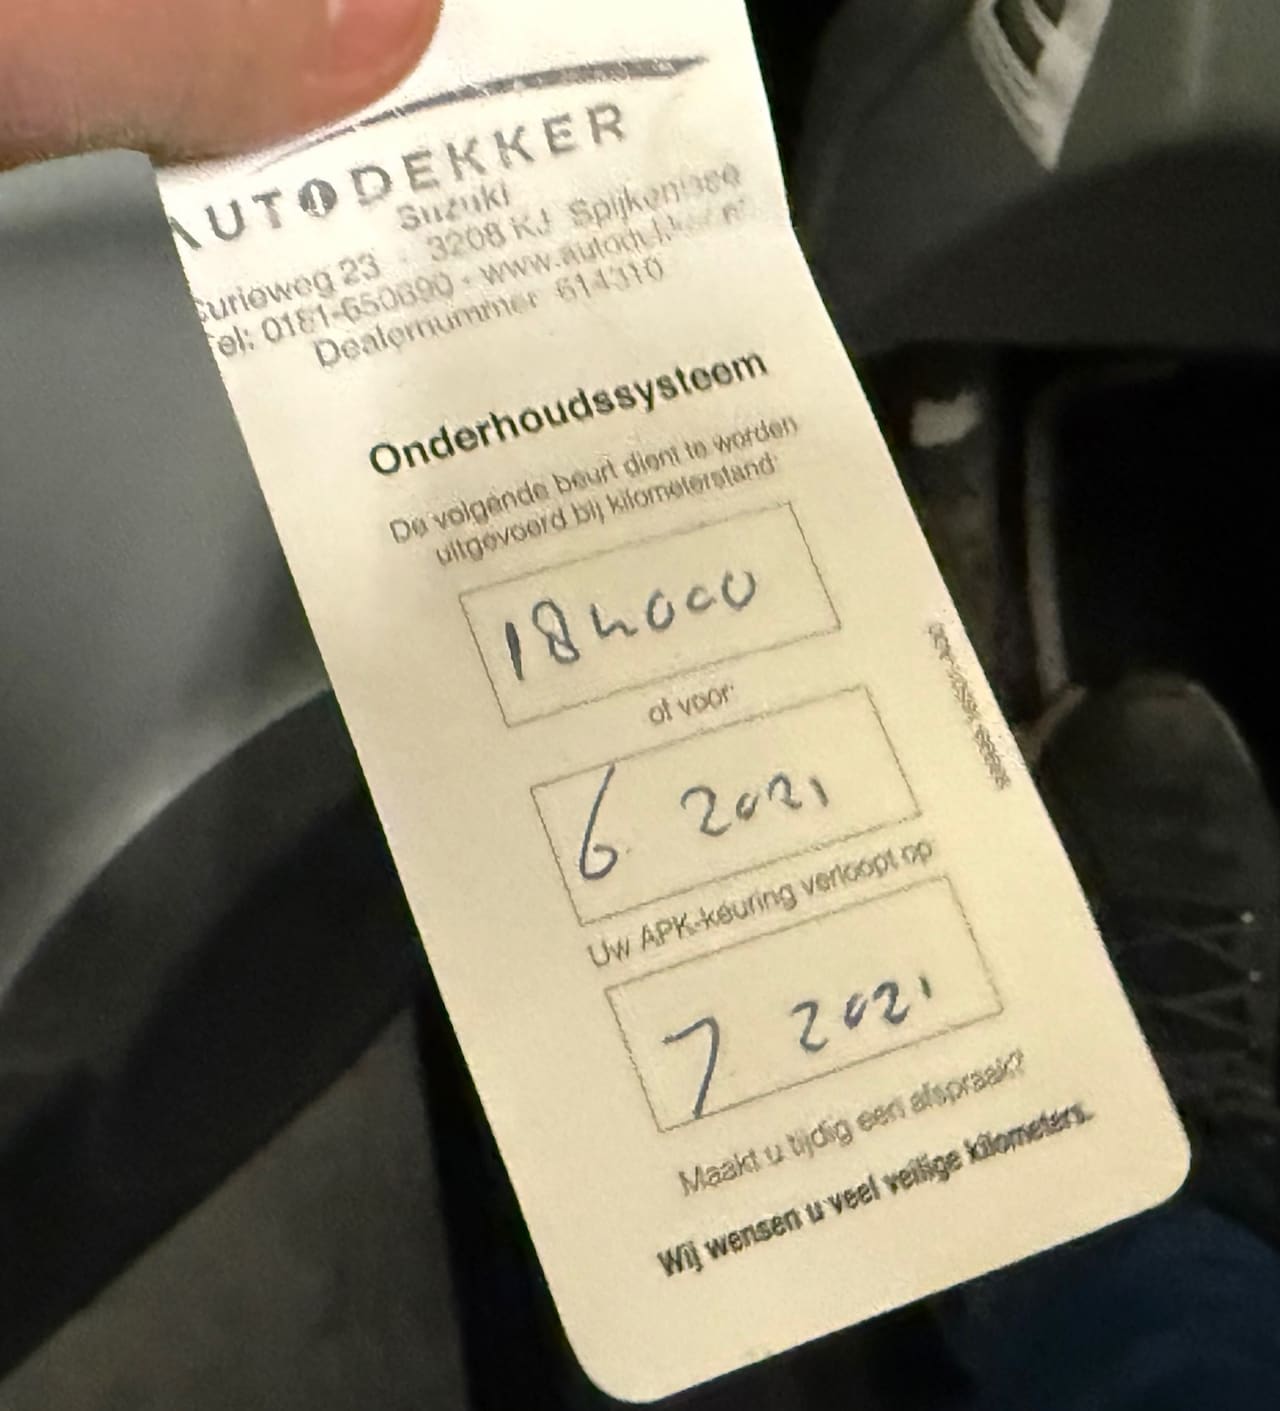 AUTODEKKER
Suzuki
Curieweg 23 - 3208 KJ Spijkenisse
Tel: 0181-650690 - www.autodekker.nl
Dealernummer 614310
Onderhoudssysteem
De volgende beurt dient te worden
uitgevoerd bij kilometerstand:
184000
of voor:
6 2021
Uw APK-keuring verloopt op:
7 2021
Maakt u tijdig een afspraak?
Wij wensen u veel veilige kilometers.